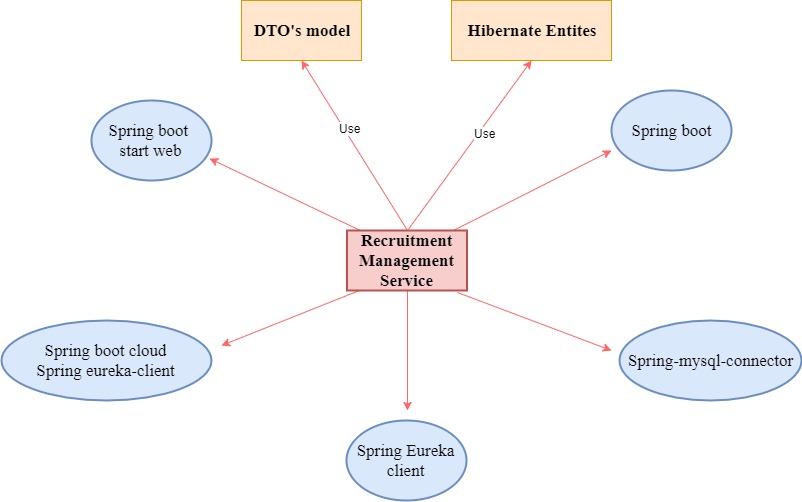 DTO's model
Hibernate Entites
Spring boot
start web
Spring boot
Use
Use
Recruitment
Management
Service
Spring boot cloud
Spring eureka-client
Spring-mysql-connector
Spring Eureka
client